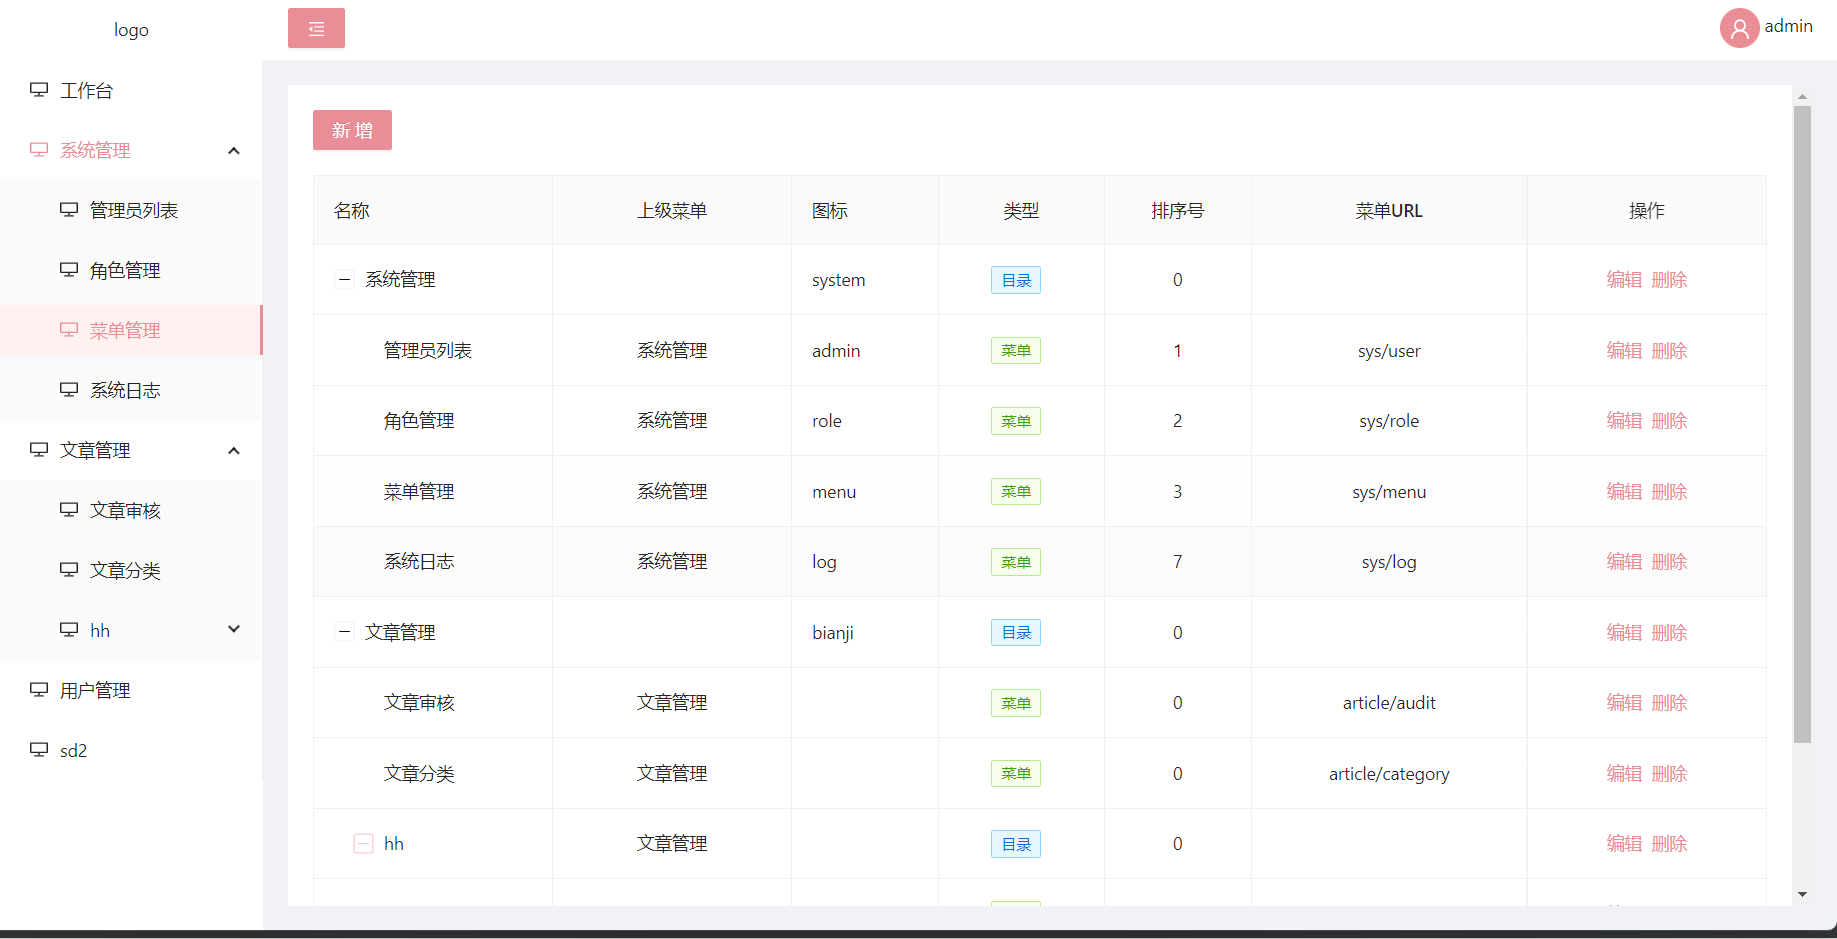 logo
admin
工作台
系统管理
管理员列表
角色管理
菜单管理
系统日志
文章管理
文章审核
文章分类
hh
用户管理
sd2
新 增
名称 上级菜单 图标 类型 排序号 菜单URL 操作
系统管理 system 目录 0 编辑 删除
管理员列表 系统管理 admin 菜单 1 sys/user 编辑 删除
角色管理 系统管理 role 菜单 2 sys/role 编辑 删除
菜单管理 系统管理 menu 菜单 3 sys/menu 编辑 删除
系统日志 系统管理 log 菜单 7 sys/log 编辑 删除
文章管理 bianji 目录 0 编辑 删除
文章审核 文章管理 菜单 0 article/audit 编辑 删除
文章分类 文章管理 菜单 0 article/category 编辑 删除
hh 文章管理 目录 0 编辑 删除